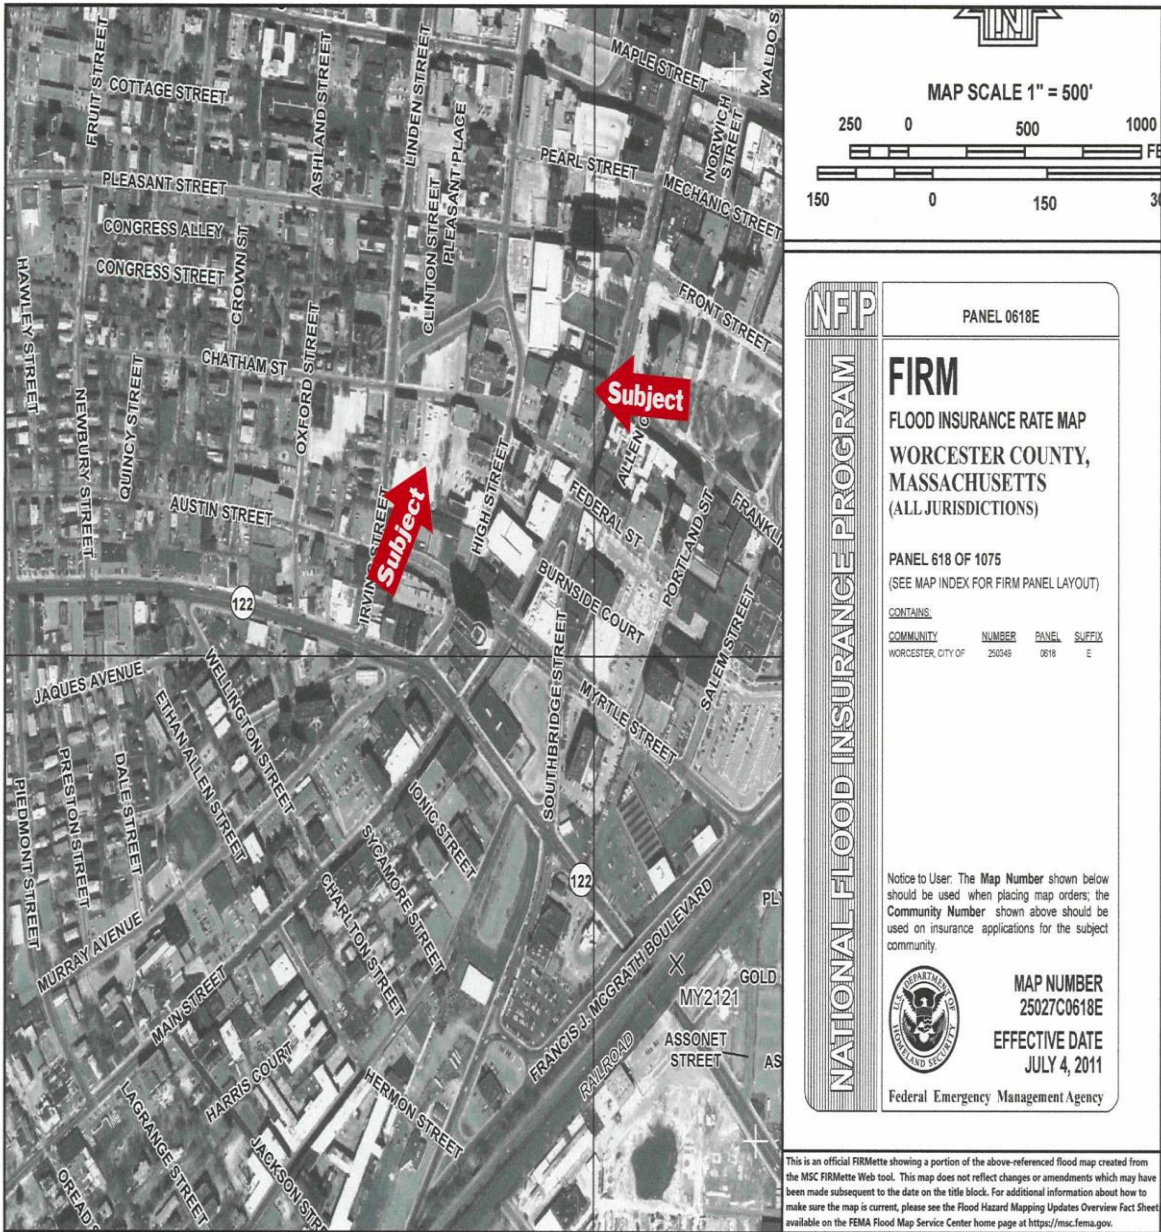 MAPLE STREET
WALDO S
COTTAGE STREET
FRUIT STREET
ASHLAND STREET
LINDEN STREET
PLEASANT PLACE
NORWICH
STREET
PEARL STREET
MECHANIC STREET
PLEASANT STREET
CONGRESS ALLEY
CONGRESS STREET
CROWN ST
CLINTON STREET
FRONT STREET
HAWLEY STREET
CHATHAM ST
OXFORD STREET
NEWBURY STREET
QUINCY STREET
Subject
ALLEN
AUSTIN STREET
Subject
HIGH STREET
FEDERAL ST
PORTLAND ST
FRANKLIN
IRVING STREET
BURNSIDE COURT
122
SALEM STREET
SOUTHBRIDGE STREET
JAQUES AVENUE
WELLINGTON STREET
MYRTLE STREET
ETHAN ALLEN STREET
DALE STREET
PRESTON STREET
PIEDMONT STREET
IONIC STREET
SYCAMORE STREET
CHARLTON STREET
122
MURRAY AVENUE
MAIN STREET
FRANCIS J. MCGRATH BOULEVARD
PL
GOLD
MY2121
RAILROAD
ASSONET
STREET
AS
HARRIS COURT
HERMON STREET
LAGRANGE STREET
JACKSON STR
OREAD S
N
MAP SCALE 1" = 500'
250 0 500 1000
FE
150 0 150 30
NFIP
PANEL 0618E
NATIONAL FLOOD INSURANCE PROGRAM
FIRM
FLOOD INSURANCE RATE MAP
WORCESTER COUNTY,
MASSACHUSETTS
(ALL JURISDICTIONS)
PANEL 618 OF 1075
(SEE MAP INDEX FOR FIRM PANEL LAYOUT)
CONTAINS:
COMMUNITY NUMBER PANEL SUFFIX
WORCESTER, CITY OF 250349 0618 E
Notice to User: The Map Number shown below
should be used when placing map orders; the
Community Number shown above should be
used on insurance applications for the subject
community.
U.S. DEPARTMENT OF HOMELAND SECURITY
MAP NUMBER
25027C0618E
EFFECTIVE DATE
JULY 4, 2011
Federal Emergency Management Agency
This is an official FIRMette showing a portion of the above-referenced flood map created from
the MSC FIRMette Web tool. This map does not reflect changes or amendments which may have
been made subsequent to the date on the title block. For additional information about how to
make sure the map is current, please see the Flood Hazard Mapping Updates Overview Fact Sheet
available on the FEMA Flood Map Service Center home page at https://msc.fema.gov.